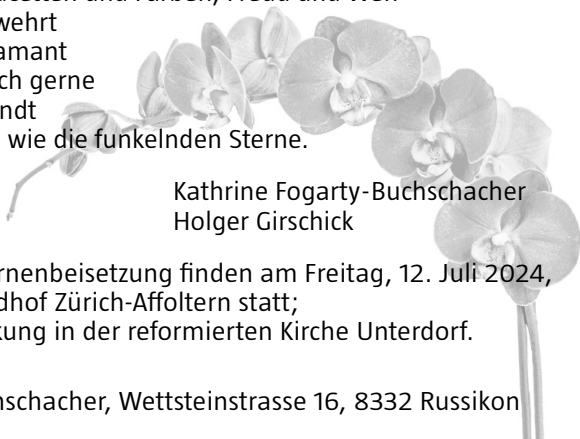 wehrt
amant
ch gerne
ndt
wie die funkelnden Sterne.
Kathrine Fogarty-Buchschacher
Holger Girschick
rnenbeisetzung finden am Freitag, 12. Juli 2024,
dhof Zürich-Affoltern statt;
kung in der reformierten Kirche Unterdorf.
nschacher, Wettsteinstrasse 16, 8332 Russikon